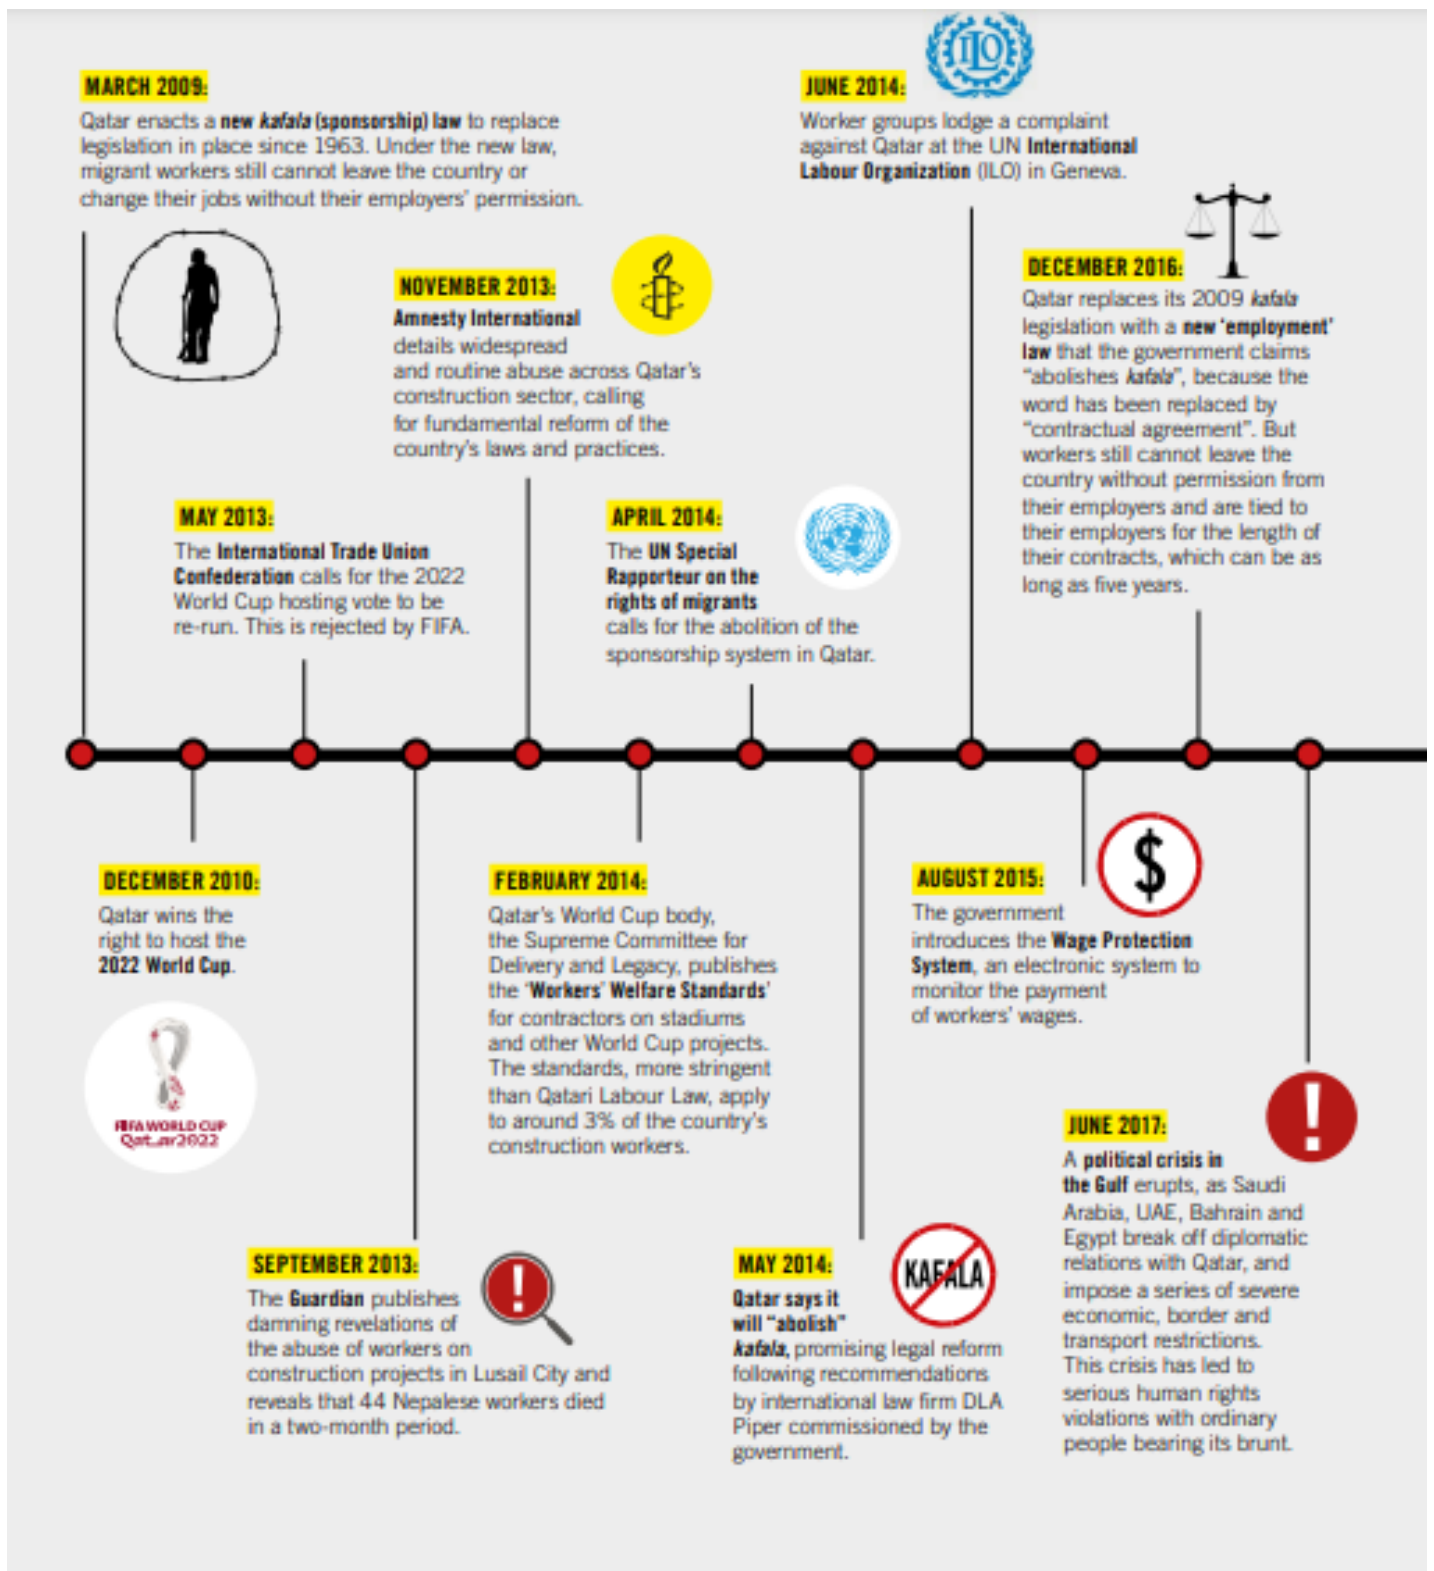 MARCH 2009:
Qatar enacts a new kafala (sponsorship) law to replace
legislation in place since 1963. Under the new law,
migrant workers still cannot leave the country or
change their jobs without their employers' permission.
DECEMBER 2010:
Qatar wins the
right to host the
2022 World Cup.
FIFA WORLD CUP
Qatar2022
MAY 2013:
The International Trade Union
Confederation calls for the 2022
World Cup hosting vote to be
re-run. This is rejected by FIFA.
SEPTEMBER 2013:
The Guardian publishes
damning revelations of
the abuse of workers on
construction projects in Lusail City and
reveals that 44 Nepalese workers died
in a two-month period.
NOVEMBER 2013:
Amnesty International
details widespread
and routine abuse across Qatar's
construction sector, calling
for fundamental reform of the
country's laws and practices.
FEBRUARY 2014:
Qatar's World Cup body,
the Supreme Committee for
Delivery and Legacy, publishes
the 'Workers' Welfare Standards'
for contractors on stadiums
and other World Cup projects.
The standards, more stringent
than Qatari Labour Law, apply
to around 3% of the country's
construction workers.
APRIL 2014:
The UN Special
Rapporteur on the
rights of migrants
calls for the abolition of the
sponsorship system in Qatar.
MAY 2014:
Qatar says it
will "abolish"
kafala, promising legal reform
following recommendations
by international law firm DLA
Piper commissioned by the
government.
KAFALA
JUNE 2014:
Worker groups lodge a complaint
against Qatar at the UN International
Labour Organization (ILO) in Geneva.
ILO
AUGUST 2015:
The government
introduces the Wage Protection
System, an electronic system to
monitor the payment
of workers' wages.
$
DECEMBER 2016:
Qatar replaces its 2009 kafala
legislation with a new 'employment'
law that the government claims
"abolishes kafala", because the
word has been replaced by
"contractual agreement". But
workers still cannot leave the
country without permission from
their employers and are tied to
their employers for the length of
their contracts, which can be as
long as five years.
JUNE 2017:
A political crisis in
the Gulf erupts, as Saudi
Arabia, UAE, Bahrain and
Egypt break off diplomatic
relations with Qatar, and
impose a series of severe
economic, border and
transport restrictions.
This crisis has led to
serious human rights
violations with ordinary
people bearing its brunt.